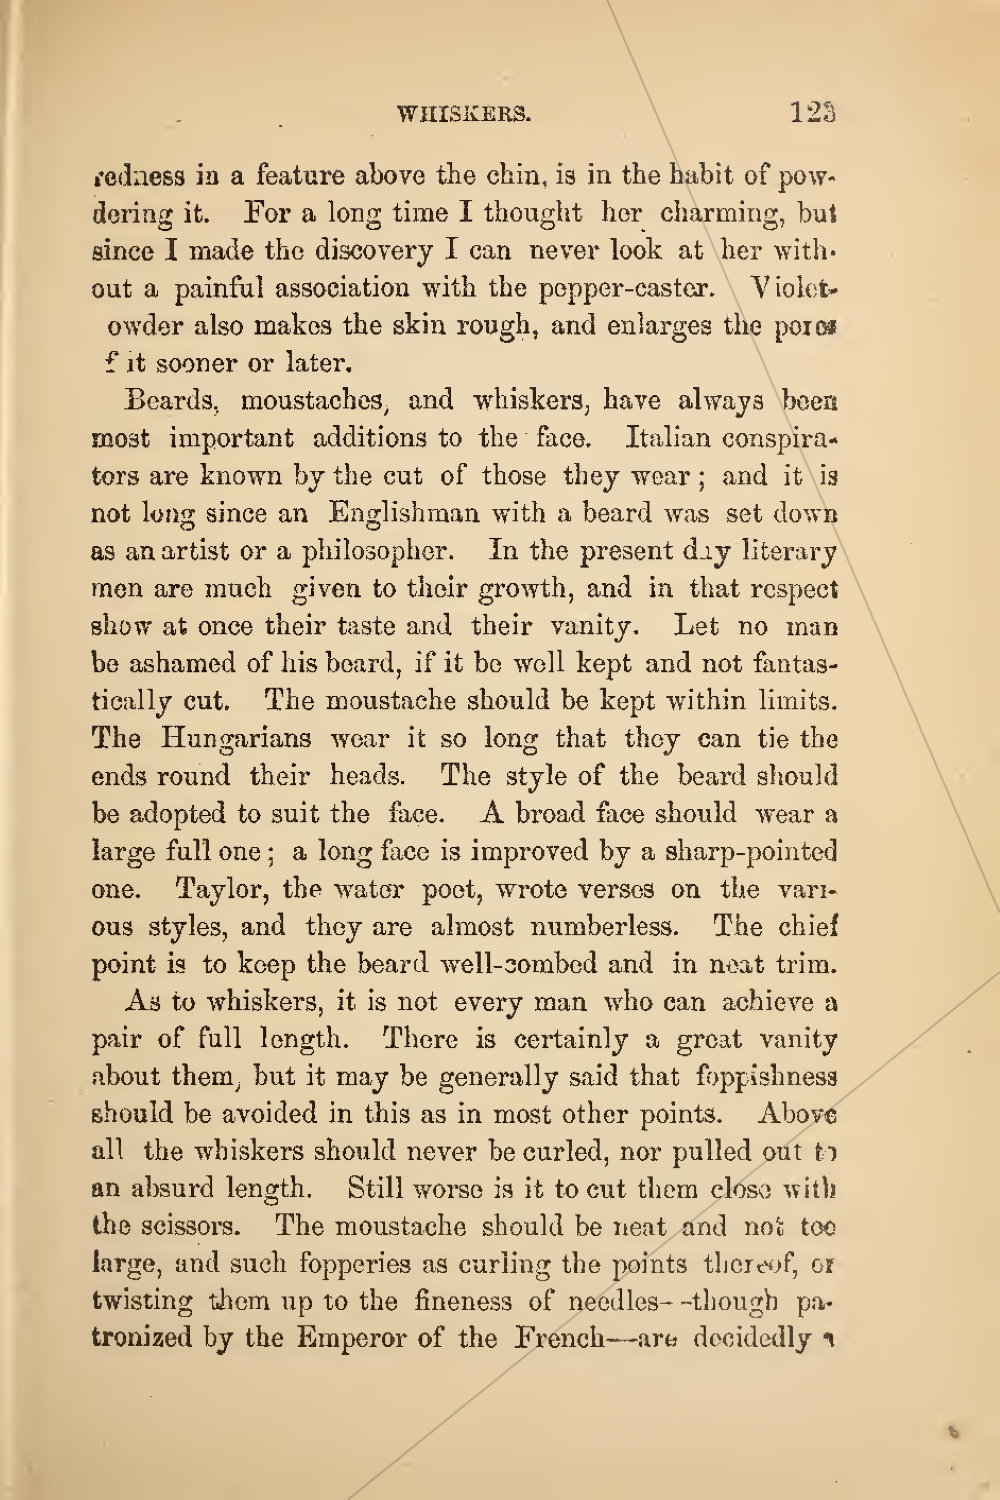 WHISKERS. 123
redness in a feature above the chin, is in the habit of pow-
dering it. For a long time I thought her charming, but
since I made the discovery I can never look at her with-
out a painful association with the pepper-caster. Violet-
owder also makes the skin rough, and enlarges the pores
f it sooner or later.
Beards, moustaches, and whiskers, have always been
most important additions to the face. Italian conspira-
tors are known by the cut of those they wear; and it is
not long since an Englishman with a beard was set down
as an artist or a philosopher. In the present day literary
men are much given to their growth, and in that respect
show at once their taste and their vanity. Let no man
be ashamed of his beard, if it be well kept and not fantas-
tically cut. The moustache should be kept within limits.
The Hungarians wear it so long that they can tie the
ends round their heads. The style of the beard should
be adopted to suit the face. A broad face should wear a
large full one; a long face is improved by a sharp-pointed
one. Taylor, the water poet, wrote verses on the vari-
ous styles, and they are almost numberless. The chief
point is to keep the beard well-combed and in neat trim.
As to whiskers, it is not every man who can achieve a
pair of full length. There is certainly a great vanity
about them, but it may be generally said that foppishness
should be avoided in this as in most other points. Above
all the whiskers should never be curled, nor pulled out to
an absurd length. Still worse is it to cut them close with
the scissors. The moustache should be neat and not too
large, and such fopperies as curling the points thereof, or
twisting them up to the fineness of needles--though pa-
tronized by the Emperor of the French—are decidedly a